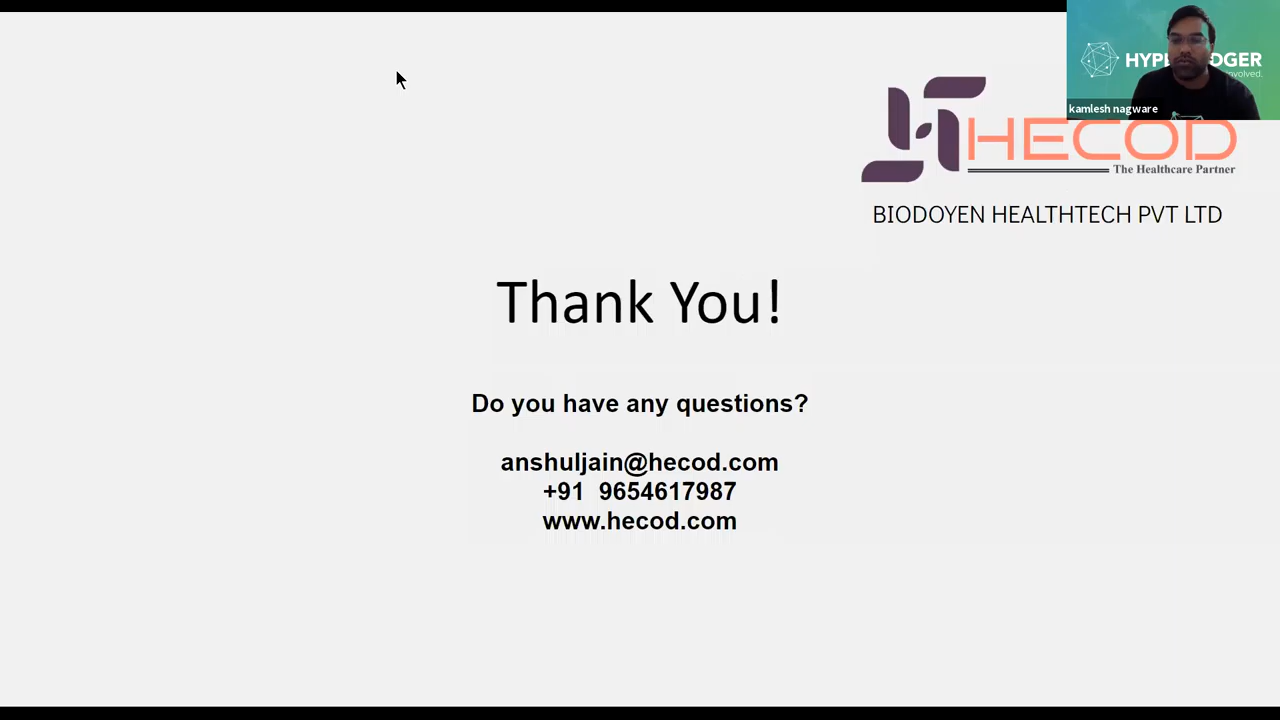 kamlesh nagware
HECOD
The Healthcare Partner
BIODOYEN HEALTHTECH PVT LTD
Thank You!
Do you have any questions?
anshuljain@hecod.com
+91 9654617987
www.hecod.com